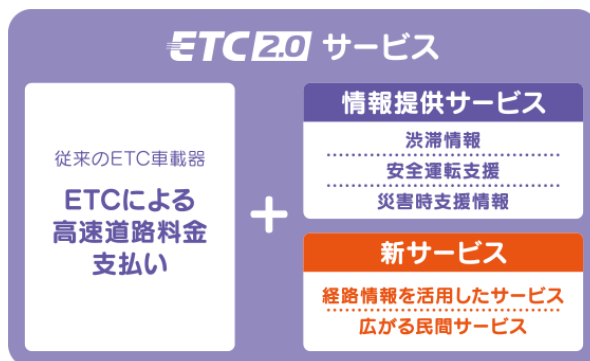 ETC2.0 サービス
従来のETC車載器
ETCによる
高速道路料金
支払い
+
情報提供サービス
渋滞情報
安全運転支援
災害時支援情報
新サービス
経路情報を活用したサービス
広がる民間サービス